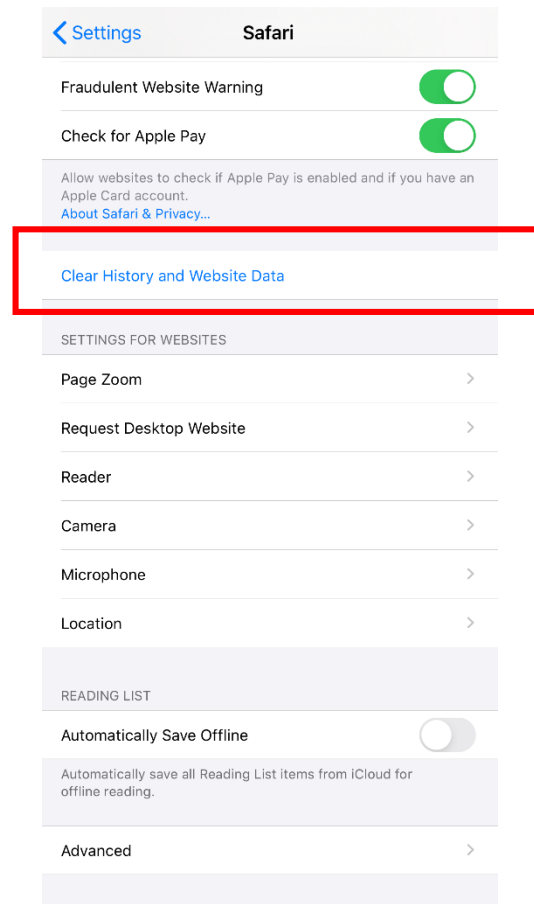 Settings
Safari
Fraudulent Website Warning
Check for Apple Pay
Allow websites to check if Apple Pay is enabled and if you have an
Apple Card account.
About Safari & Privacy...
Clear History and Website Data
SETTINGS FOR WEBSITES
Page Zoom
Request Desktop Website
Reader
Camera
Microphone
Location
READING LIST
Automatically Save Offline
Automatically save all Reading List items from iCloud for
offline reading.
Advanced